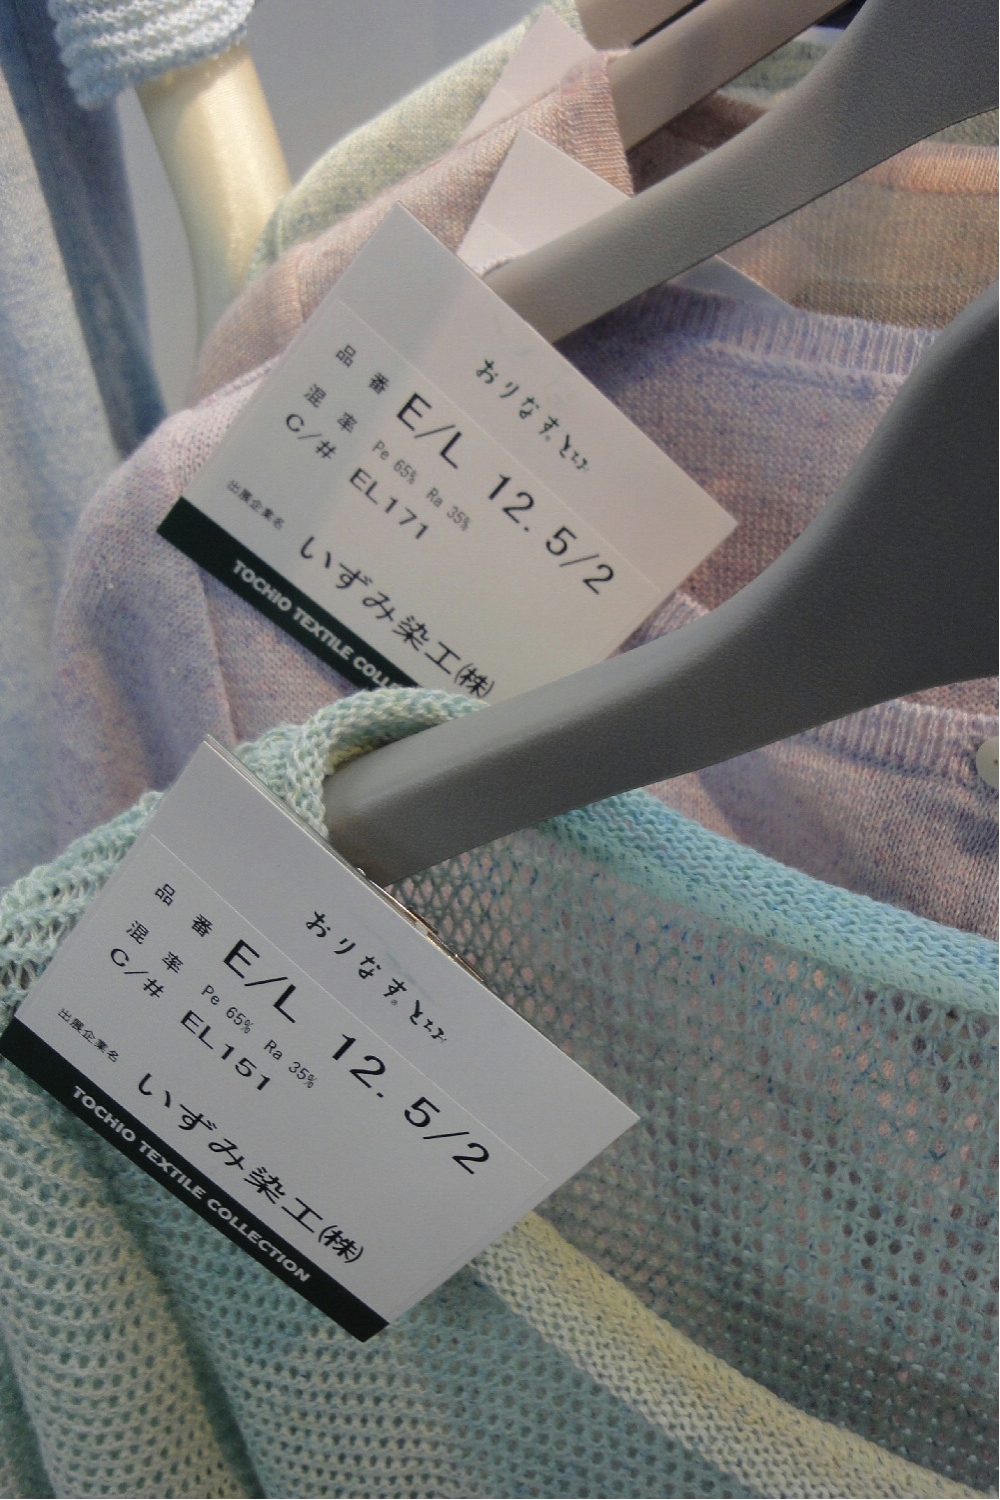 おりなす。とちお
品番 E/L 12.5/2
混率 Pe 65% Ra 35%
C/# EL171
出展企業名
いずみ染工(株)
TOCHIO TEXTILE COLL
おりなす。とちお
品番 E/L 12.5/2
混率 Pe 65% Ra 35%
C/# EL151
出展企業名
いずみ染工(株)
TOCHIO TEXTILE COLLECTION